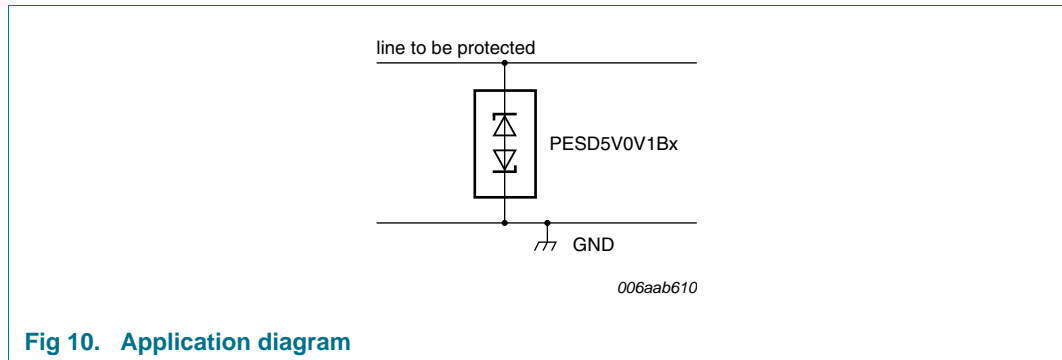 line to be protected
PESD5V0V1Bx
GND
006aab610
Fig 10. Application diagram